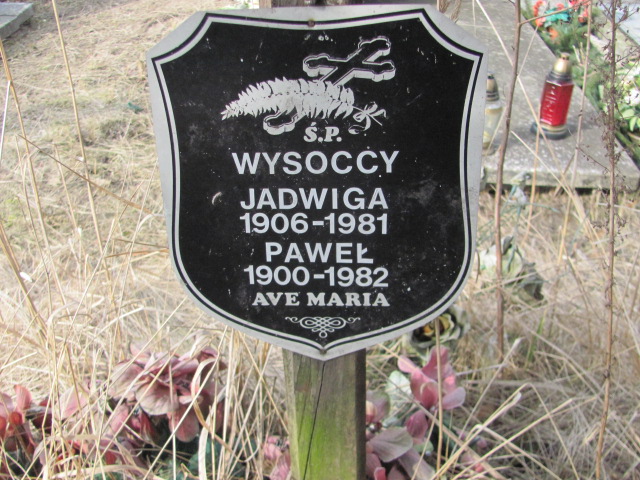 Ś.P.
WYSOCCY
JADWIGA
1906-1981
PAWEŁ
1900-1982
AVE MARIA